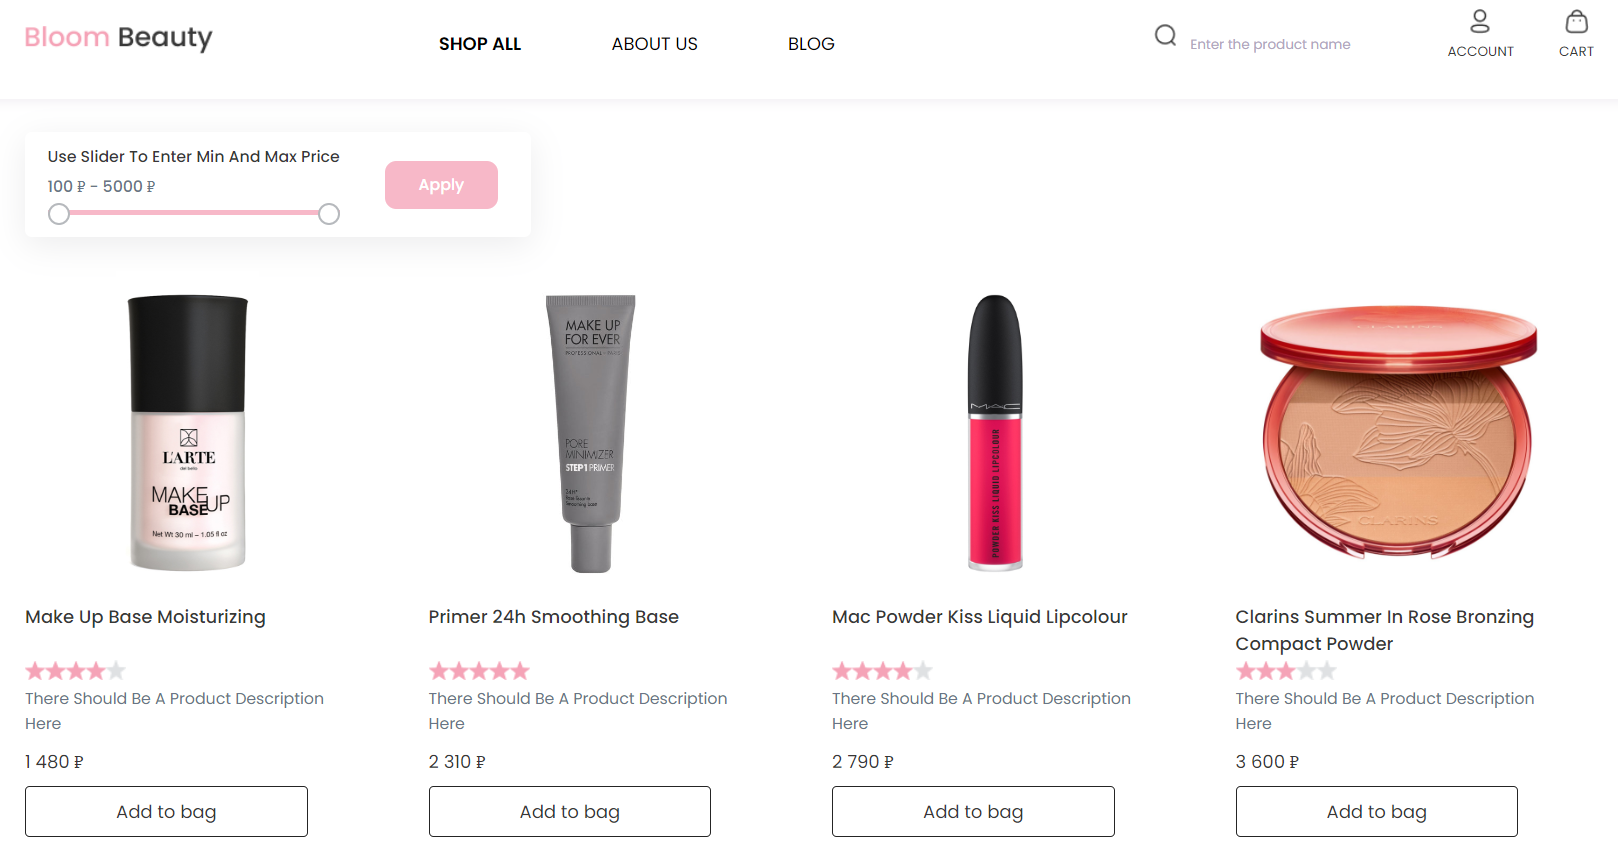 Bloom Beauty
SHOP ALL
ABOUT US
BLOG
Enter the product name
ACCOUNT
CART
Use Slider To Enter Min And Max Price
100 ₽ - 5000 ₽
Apply
L'ARTE
del bello
MAKE UP
BASE
Net Wt 30 ml – 1.05 fl oz
MAKE UP
FOR EVER
PROFESSIONAL - PARIS
PORE
MINIMIZER
STEP 1 PRIMER
24H*
MAC
POWDER KISS LIQUID LIPCOLOUR
CLARINS
CLARINS
Make Up Base Moisturizing
There Should Be A Product Description
Here
1 480 ₽
Add to bag
Primer 24h Smoothing Base
There Should Be A Product Description
Here
2 310 ₽
Add to bag
Mac Powder Kiss Liquid Lipcolour
There Should Be A Product Description
Here
2 790 ₽
Add to bag
Clarins Summer In Rose Bronzing
Compact Powder
There Should Be A Product Description
Here
3 600 ₽
Add to bag